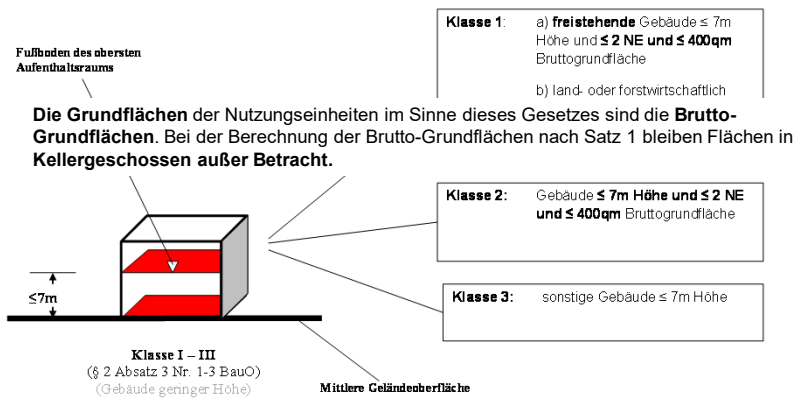 Klasse 1: a) freistehende Gebäude ≤ 7m
Höhe und ≤ 2 NE und ≤ 400qm
Bruttogrundfläche
b) land- oder forstwirtschaftlich
Fußboden des obersten
Aufenthaltsraums
Die Grundflächen der Nutzungseinheiten im Sinne dieses Gesetzes sind die Brutto-
Grundflächen. Bei der Berechnung der Brutto-Grundflächen nach Satz 1 bleiben Flächen in
Kellergeschossen außer Betracht.
Klasse 2: Gebäude ≤ 7m Höhe und ≤ 2 NE
und ≤ 400qm Bruttogrundfläche
Klasse 3: sonstige Gebäude ≤ 7m Höhe
≤7m
Klasse I – III
(§ 2 Absatz 3 Nr. 1-3 BauO)
(Gebäude geringer Höhe)
Mittlere Geländeoberfläche